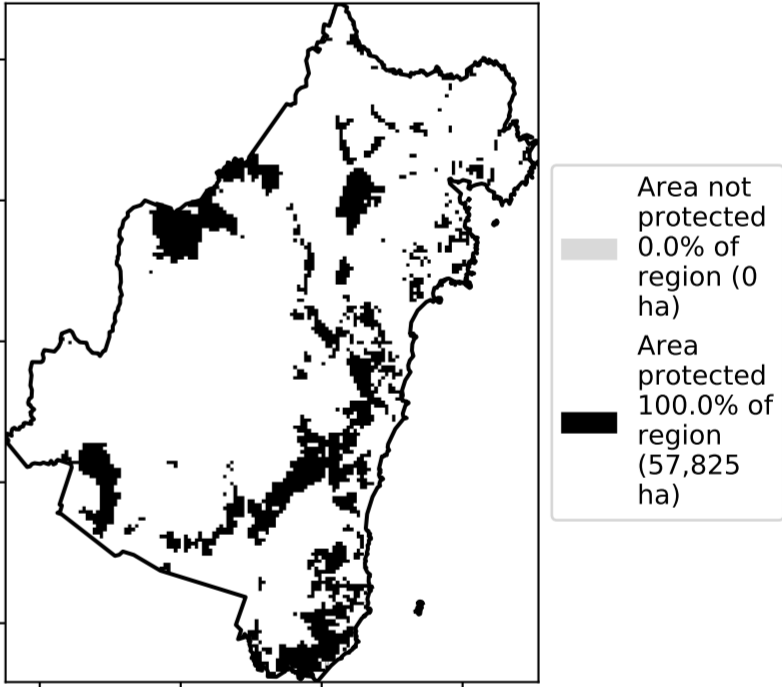 Area not
protected
0.0% of
region (0
ha)
Area
protected
100.0% of
region
(57,825
ha)